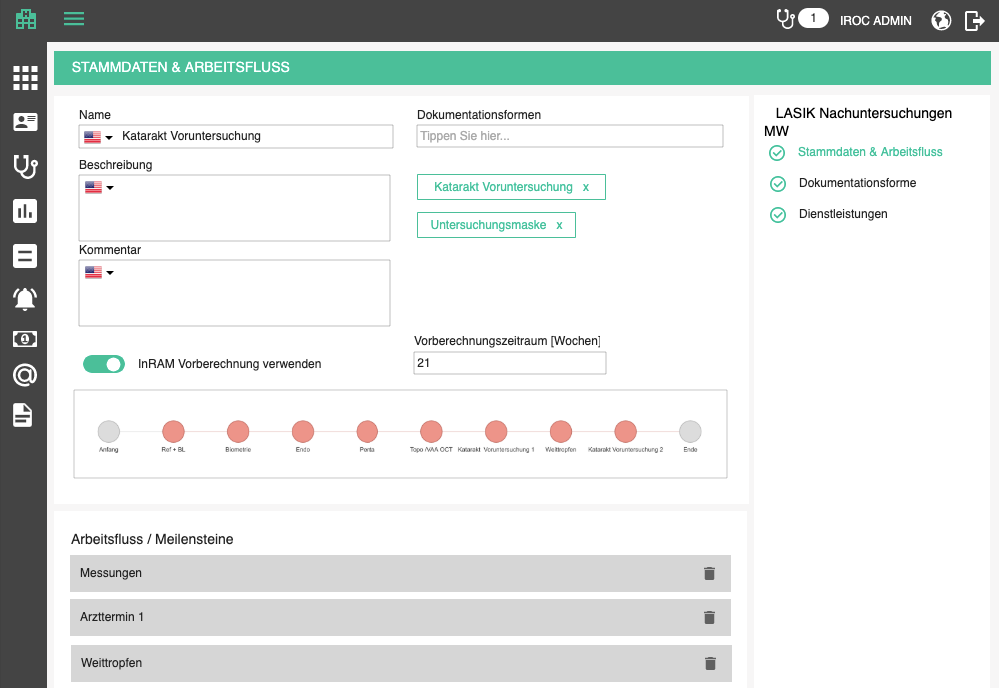 1
IROC ADMIN
STAMMDATEN & ARBEITSFLUSS
Name
Katarakt Voruntersuchung
Beschreibung
Kommentar
Dokumentationsformen
Tippen Sie hier...
Katarakt Voruntersuchung x
Untersuchungsmaske x
InRAM Vorberechnung verwenden
Vorberechnungszeitraum [Wochen]
21
Anfang
Ref + BL
Biometrie
Endo
Porta
Topo /VAA OCT
Katarakt Voruntersuchung 1
Weittropfen
Katarakt Voruntersuchung 2
Ende
Arbeitsfluss / Meilensteine
Messungen
Arzttermin 1
Weittropfen
LASIK Nachuntersuchungen
MW
Stammdaten & Arbeitsfluss
Dokumentationsforme
Dienstleistungen